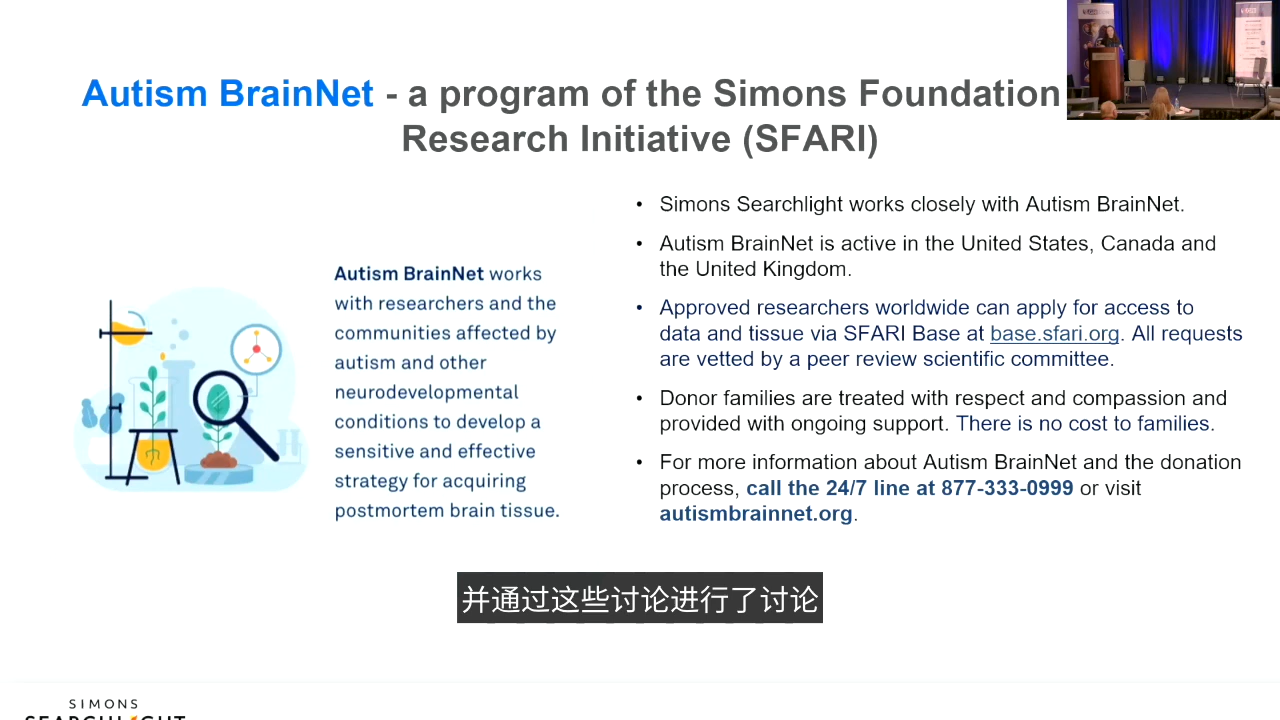 Autism BrainNet - a program of the Simons Foundation
Research Initiative (SFARI)
Autism BrainNet works
with researchers and the
communities affected by
autism and other
neurodevelopmental
conditions to develop a
sensitive and effective
strategy for acquiring
postmortem brain tissue.
• Simons Searchlight works closely with Autism BrainNet.
• Autism BrainNet is active in the United States, Canada and
the United Kingdom.
• Approved researchers worldwide can apply for access to
data and tissue via SFARI Base at base.sfari.org. All requests
are vetted by a peer review scientific committee.
• Donor families are treated with respect and compassion and
provided with ongoing support. There is no cost to families.
• For more information about Autism BrainNet and the donation
process, call the 24/7 line at 877-333-0999 or visit
autismbrainnet.org.
并通过这些讨论进行了讨论
SIMONS
SEARCHLIGHT